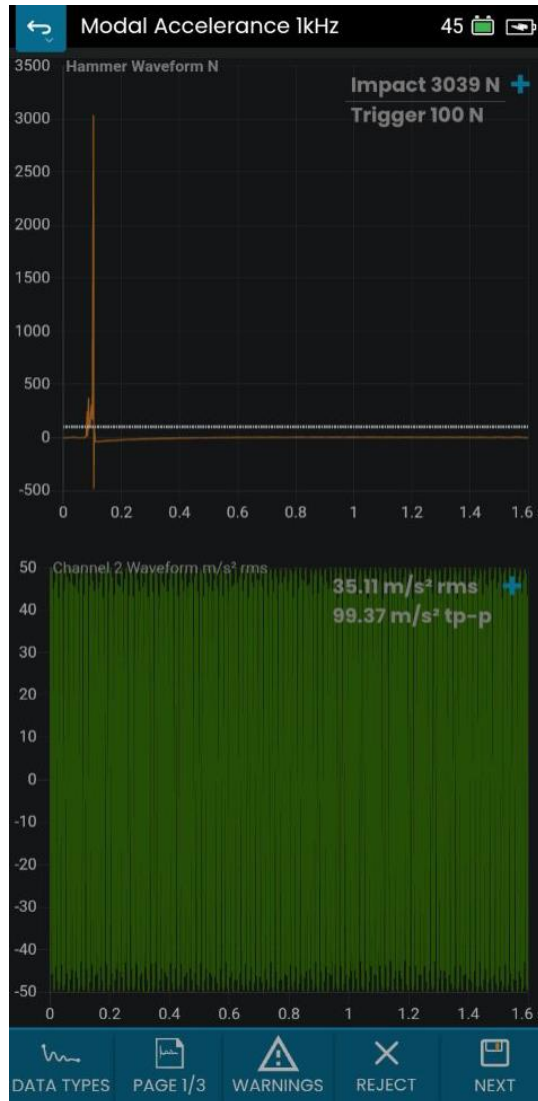 Modal Accelerance 1kHz 45
Hammer Waveform N
Impact 3039 N
Trigger 100 N
3500
3000
2500
2000
1500
1000
500
0
-500
0 0.2 0.4 0.6 0.8 1 1.2 1.4 1.6
Channel 2 Waveform m/s² rms
35.11 m/s² rms
99.37 m/s² tp-p
50
40
30
20
10
0
-10
-20
-30
-40
-50
0 0.2 0.4 0.6 0.8 1 1.2 1.4 1.6
DATA TYPES PAGE 1/3 WARNINGS REJECT NEXT